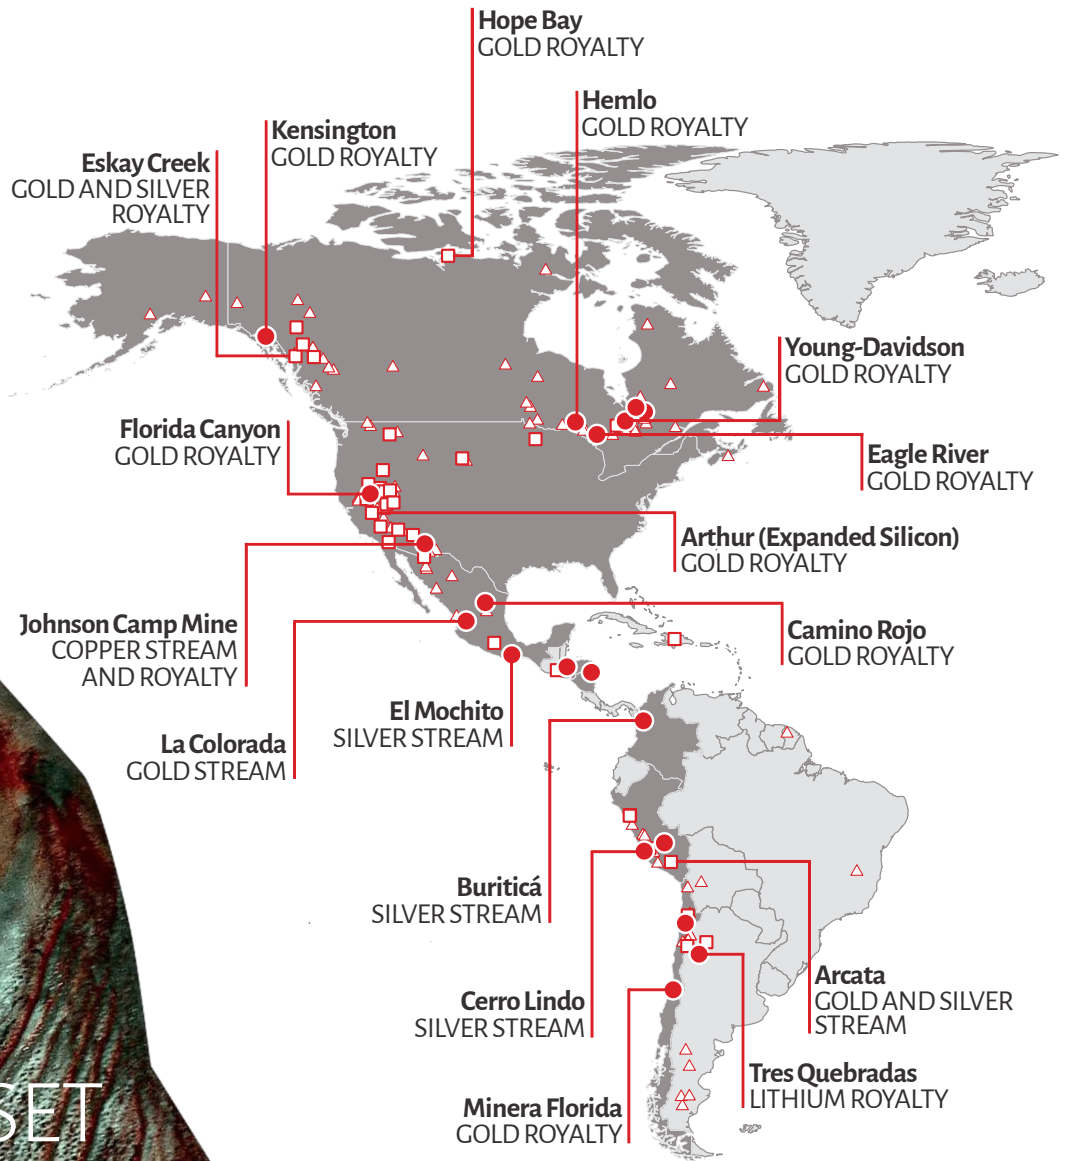 Hope Bay
GOLD ROYALTY
Hemlo
GOLD ROYALTY
Kensington
GOLD ROYALTY
Eskay Creek
GOLD AND SILVER
ROYALTY
Young-Davidson
GOLD ROYALTY
Florida Canyon
GOLD ROYALTY
Eagle River
GOLD ROYALTY
Arthur (Expanded Silicon)
GOLD ROYALTY
Johnson Camp Mine
COPPER STREAM
AND ROYALTY
Camino Rojo
GOLD ROYALTY
El Mochito
SILVER STREAM
La Colorada
GOLD STREAM
Buriticá
SILVER STREAM
Arcata
GOLD AND SILVER
STREAM
Cerro Lindo
SILVER STREAM
Tres Quebradas
LITHIUM ROYALTY
Minera Florida
GOLD ROYALTY
SET